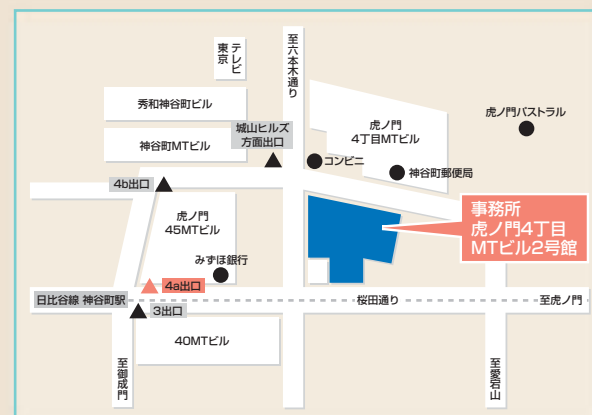 テレビ
東京
至六本木通り
秀和神谷町ビル
虎ノ門パストラル
城山ヒルズ
方面出口
虎ノ門
4丁目MTビル
神谷町MTビル
コンビニ
神谷町郵便局
4b出口
事務所
虎ノ門4丁目
MTビル2号館
虎ノ門
45MTビル
みずほ銀行
4a出口
日比谷線 神谷町駅
桜田通り
至虎ノ門
3出口
40MTビル
至御成門
至愛宕山